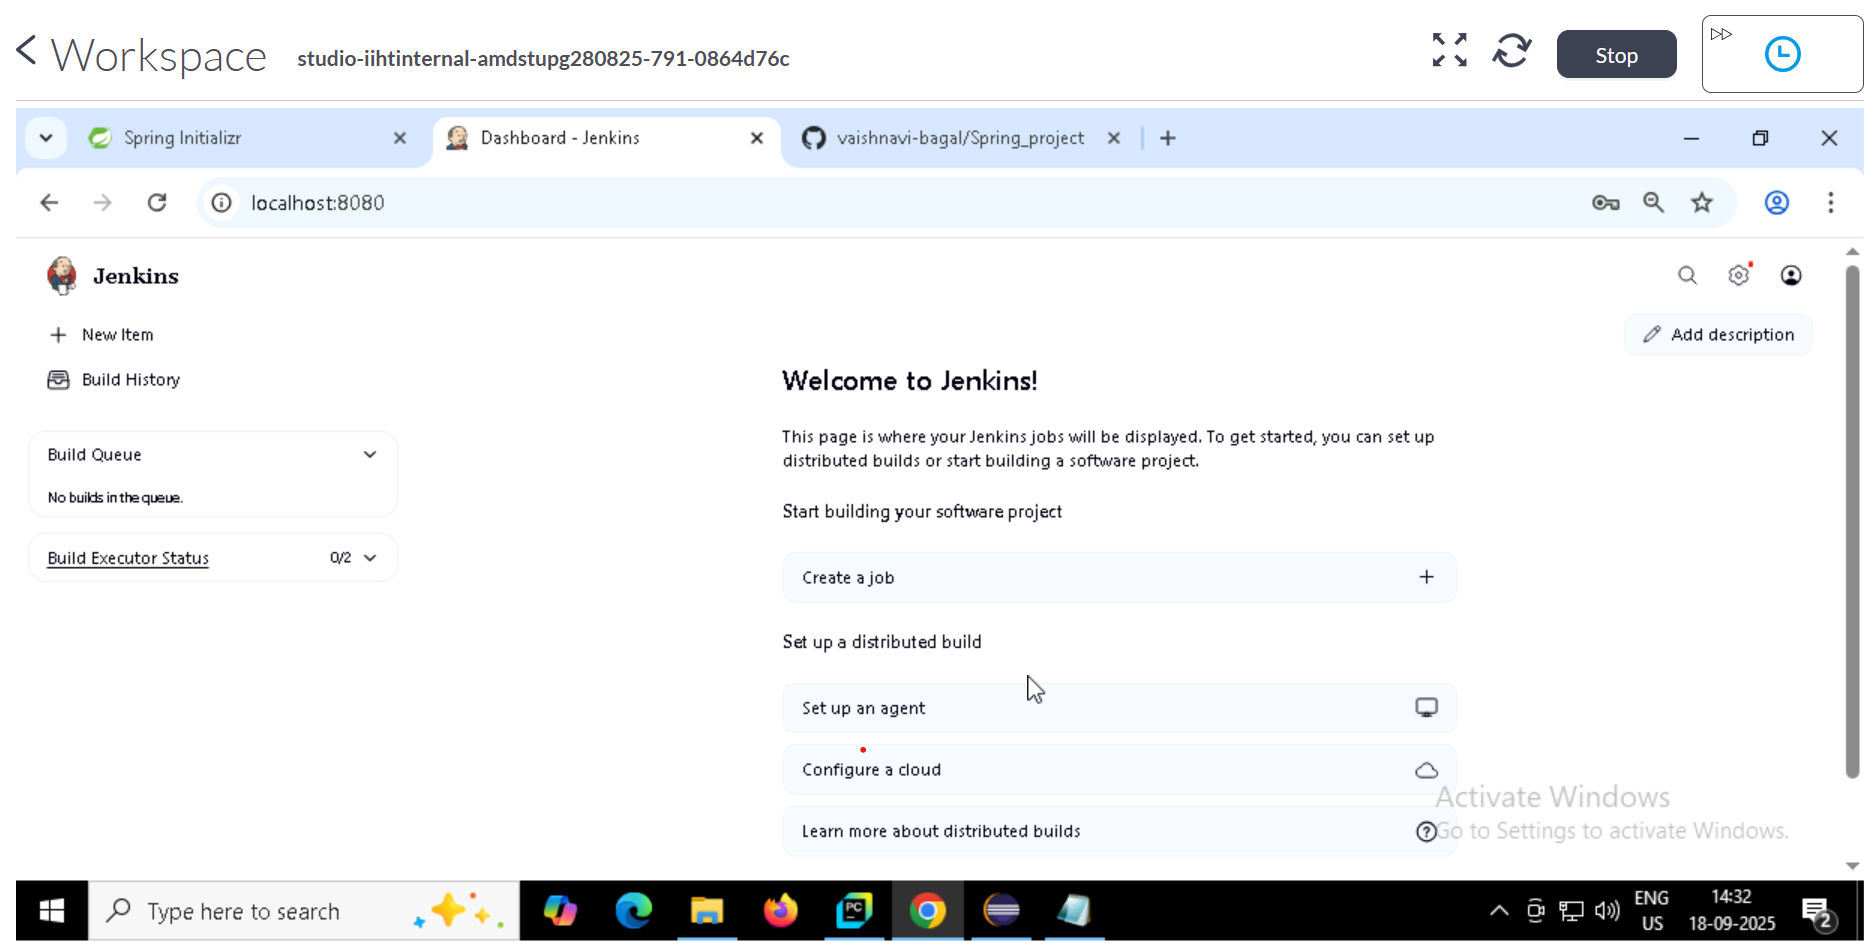 Workspace studio-iihtinternal-amdstupg280825-791-0864d76c
Stop
Spring Initializr
Dashboard - Jenkins
vaishnavi-bagal/Spring_project
localhost:8080
Jenkins
New Item
Add description
Build History
Welcome to Jenkins!
This page is where your Jenkins jobs will be displayed. To get started, you can set up
distributed builds or start building a software project.
Build Queue
No builds in the queue.
Start building your software project
Build Executor Status 0/2
Create a job
Set up a distributed build
Set up an agent
Configure a cloud
Learn more about distributed builds
Activate Windows
Go to Settings to activate Windows.
Type here to search
PC
ENG
US
14:32
18-09-2025
2